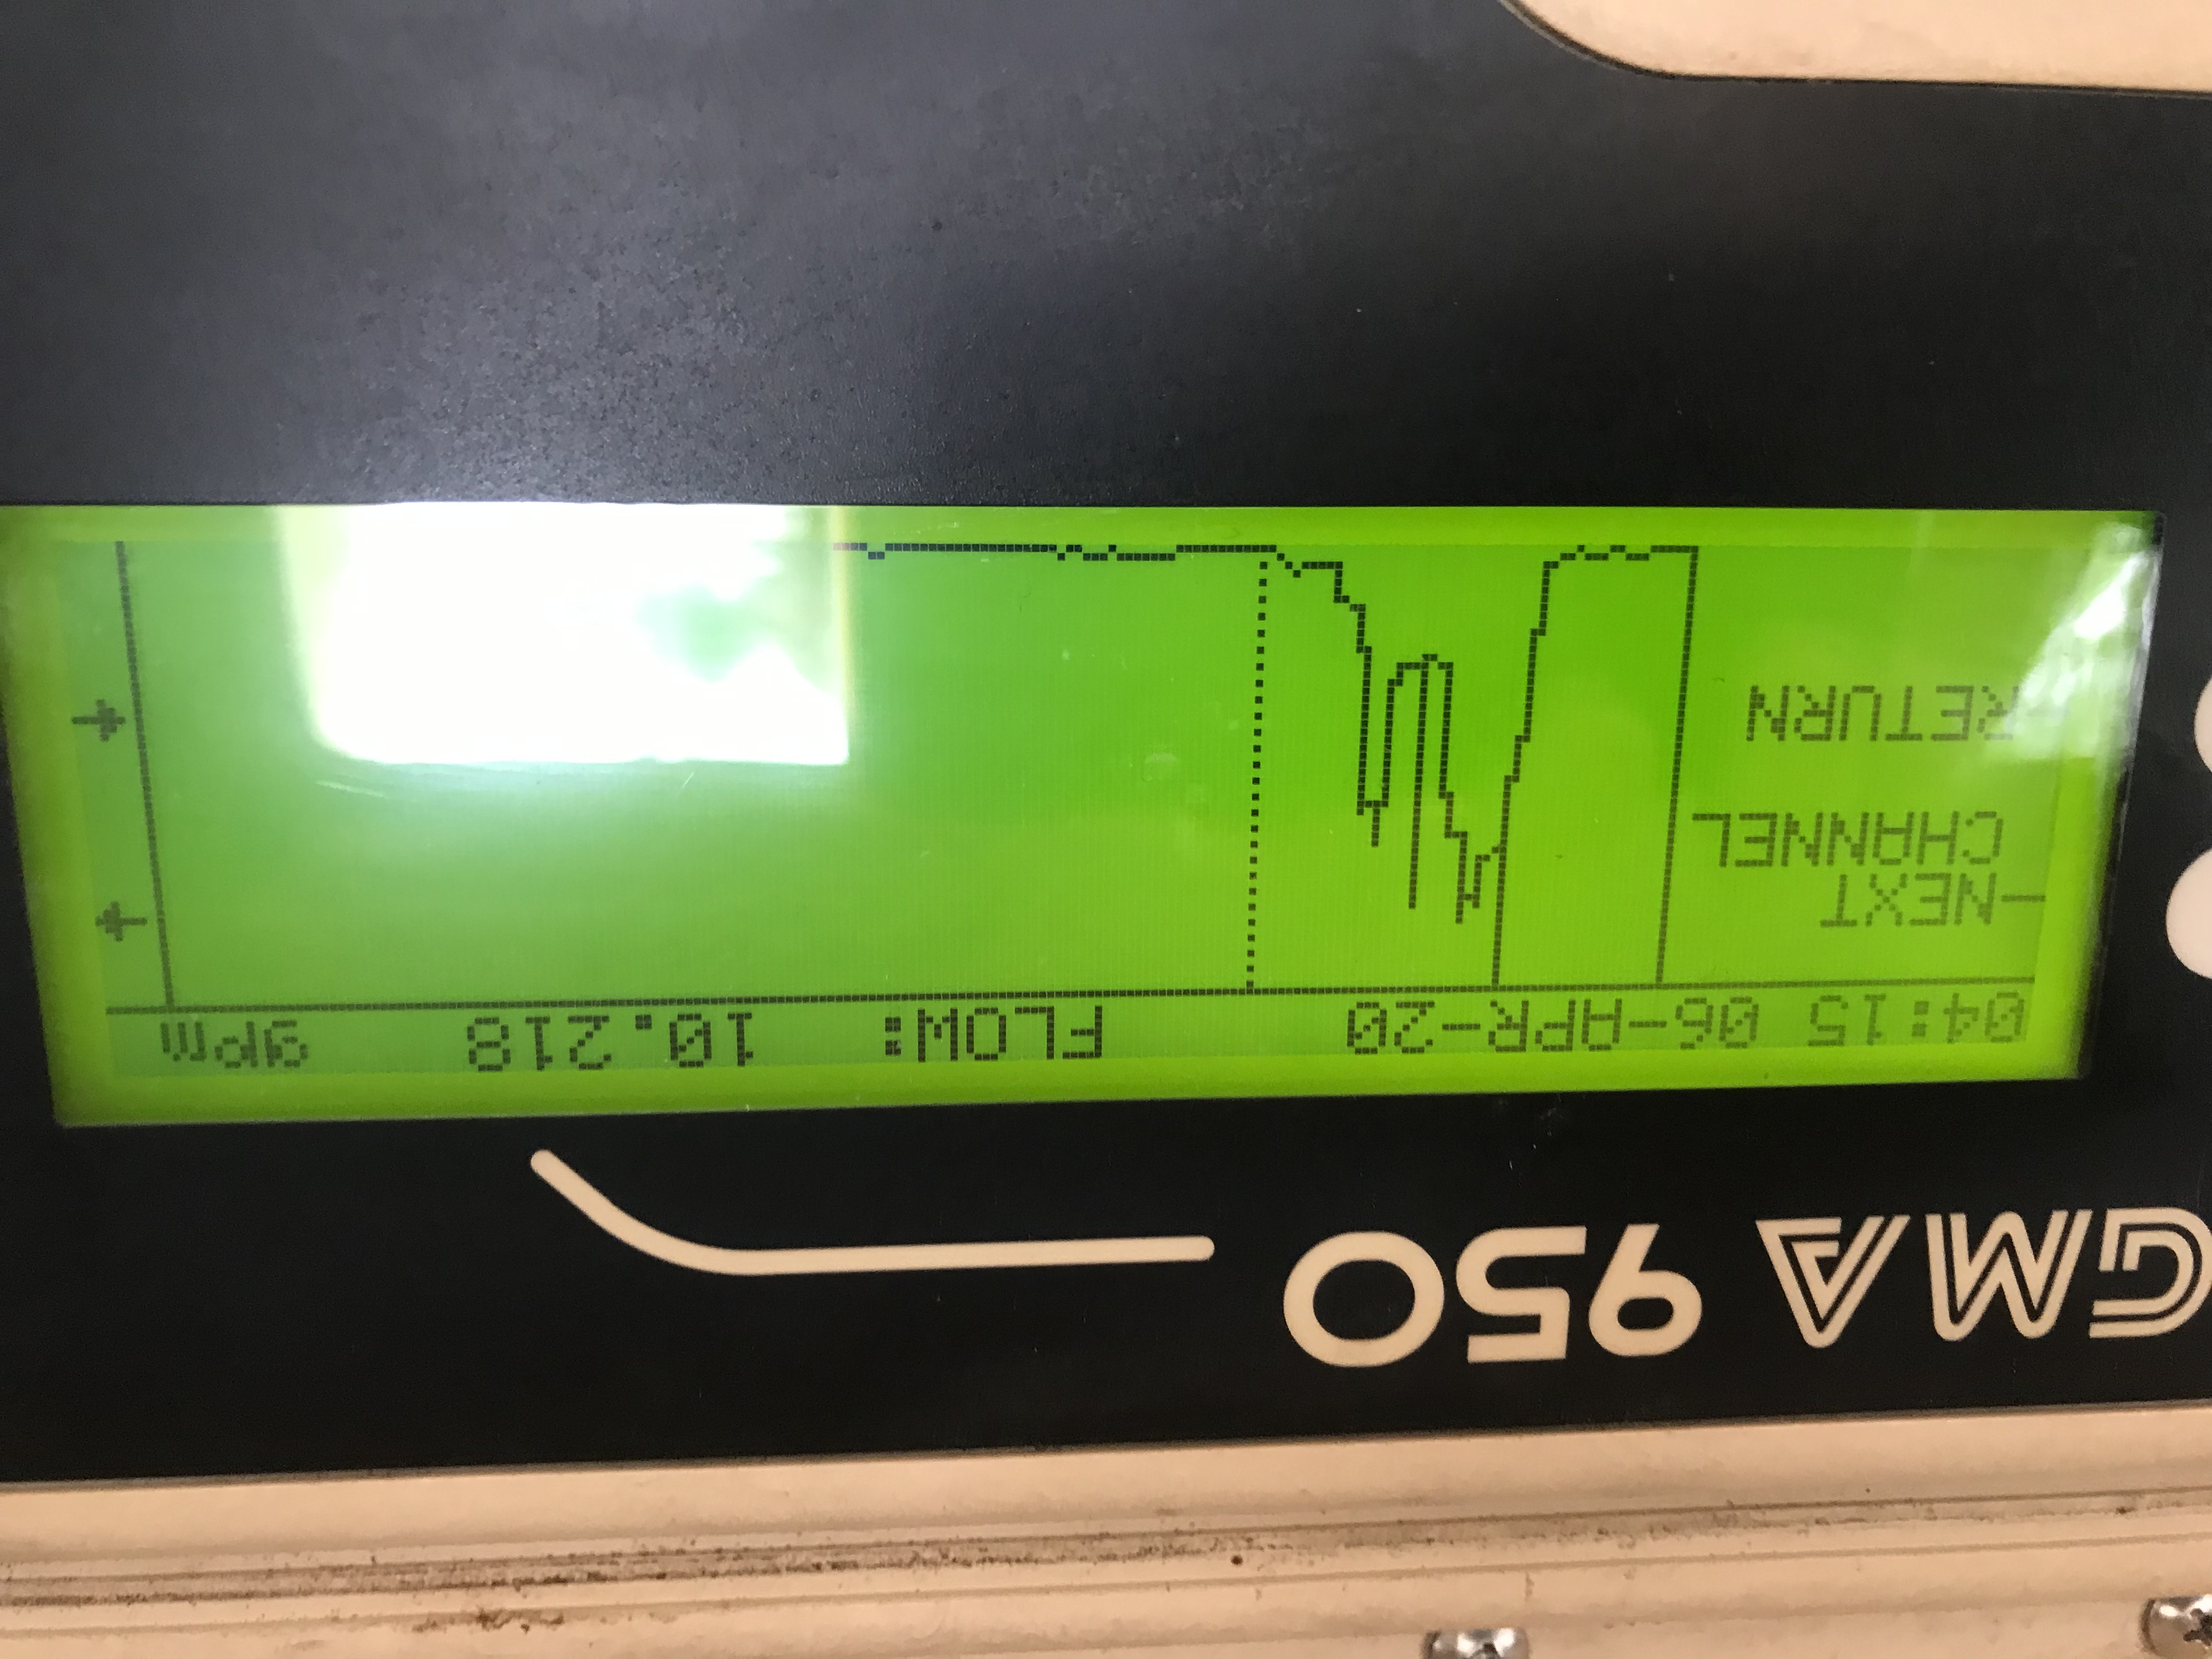 GMA 950
04:15 06-APR-20 FLOW: 10.218 gpm
-NEXT
CHANNEL
-RETURN